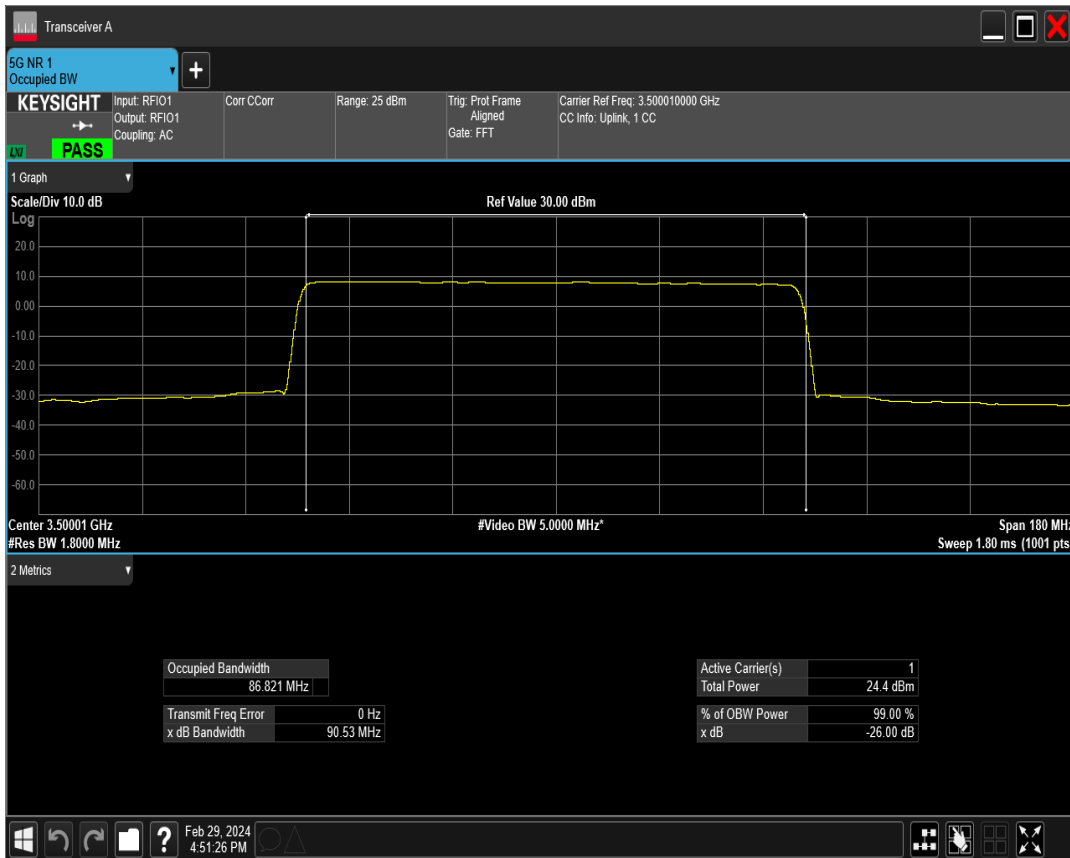 Transceiver A
5G NR 1
Occupied BW
KEYSIGHT
LXI
PASS
Input: RFIO1
Output: RFIO1
Coupling: AC
Corr CCorr
Range: 25 dBm
Trig: Prot Frame
Aligned
Gate: FFT
Carrier Ref Freq: 3.500010000 GHz
CC Info: Uplink, 1 CC
1 Graph
Scale/Div 10.0 dB
Ref Value 30.00 dBm
Log
20.0
10.0
0.00
-10.0
-20.0
-30.0
-40.0
-50.0
-60.0
Center 3.50001 GHz
#Video BW 5.0000 MHz*
Span 180 MHz
#Res BW 1.8000 MHz
Sweep 1.80 ms (1001 pts
2 Metrics
Occupied Bandwidth
86.821 MHz
Transmit Freq Error 0 Hz
x dB Bandwidth 90.53 MHz
Active Carrier(s) 1
Total Power 24.4 dBm
% of OBW Power 99.00 %
x dB -26.00 dB
?
Feb 29, 2024
4:51:26 PM